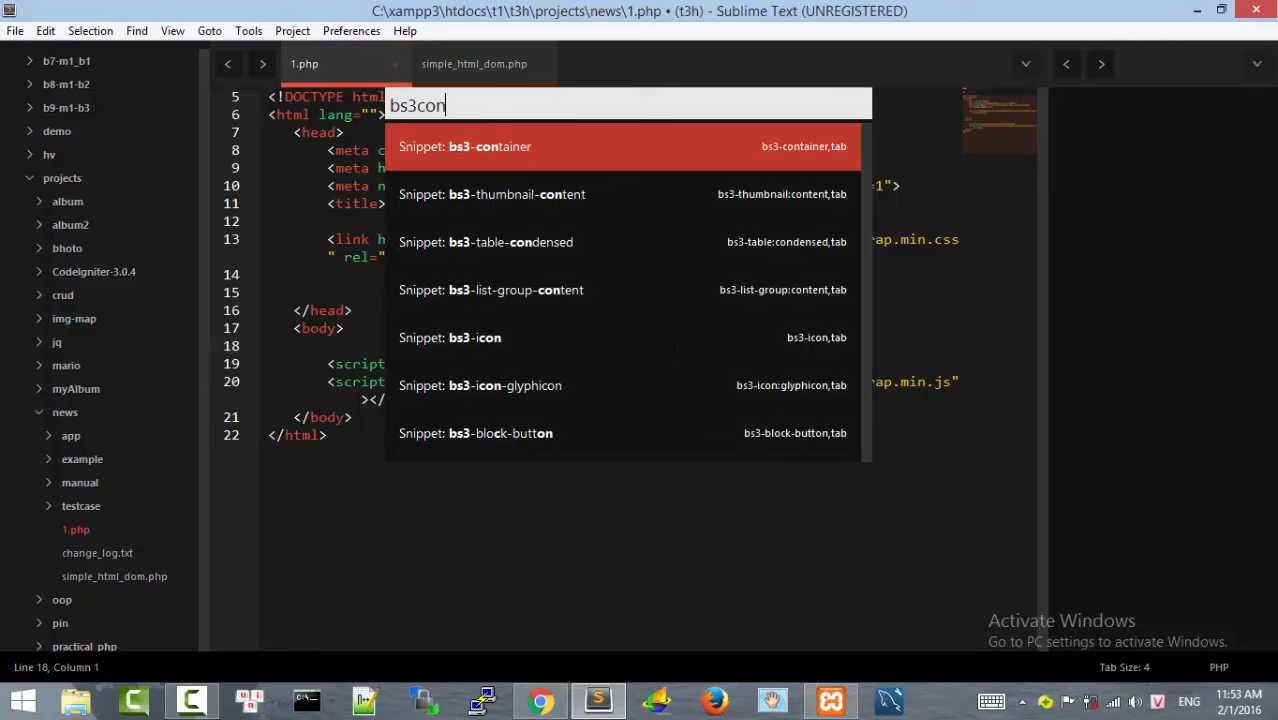 C:\xampp3\htdocs\t1\t3h\projects\news\1.php • (t3h) - Sublime Text (UNREGISTERED)
File Edit Selection Find View Goto Tools Project Preferences Help
1.php simple_html_dom.php
bs3con
Snippet: bs3-container bs3-container,tab
Snippet: bs3-thumbnail-content bs3-thumbnail:content,tab
Snippet: bs3-table-condensed bs3-table:condensed,tab
Snippet: bs3-list-group-content bs3-list-group:content,tab
Snippet: bs3-icon bs3-icon,tab
Snippet: bs3-icon-glyphicon bs3-icon:glyphicon,tab
Snippet: bs3-block-button bs3-block-button,tab
b7-m1_b1
b8-m1-b2
b9-m1-b3
demo
hv
projects
album
album2
bhoto
CodeIgniter-3.0.4
crud
img-map
jq
mario
myAlbum
news
app
example
manual
testcase
1.php
change_log.txt
simple_html_dom.php
oop
pin
practical php
5 <!DOCTYPE html
6 <html lang="">
7 <head>
8 <meta c
9 <meta h
10 <meta n =1">
11 <title>
12
13 <link h rap.min.css
" rel="
14
15
16 </head>
17 <body>
18
19 <script
20 <script rap.min.js"
></
21 </body>
22 </html>
Activate Windows
Go to PC settings to activate Windows.
Line 18, Column 1 Tab Size: 4 PHP
ENG 11:53 AM
2/1/2016